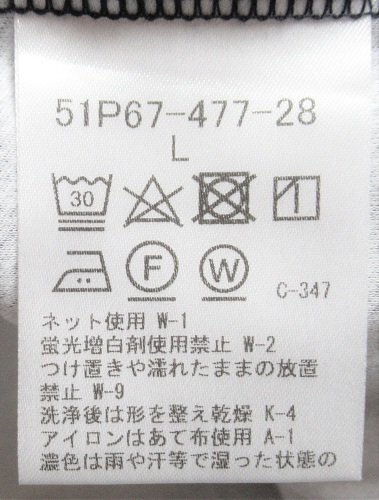 51P67-477-28
L
30
F W C-347
ネット使用 W-1
蛍光増白剤使用禁止 W-2
つけ置きや濡れたままの放置
禁止 W-9
洗浄後は形を整え乾燥 K-4
アイロンはあて布使用 A-1
濃色は雨や汗等で湿った状態の